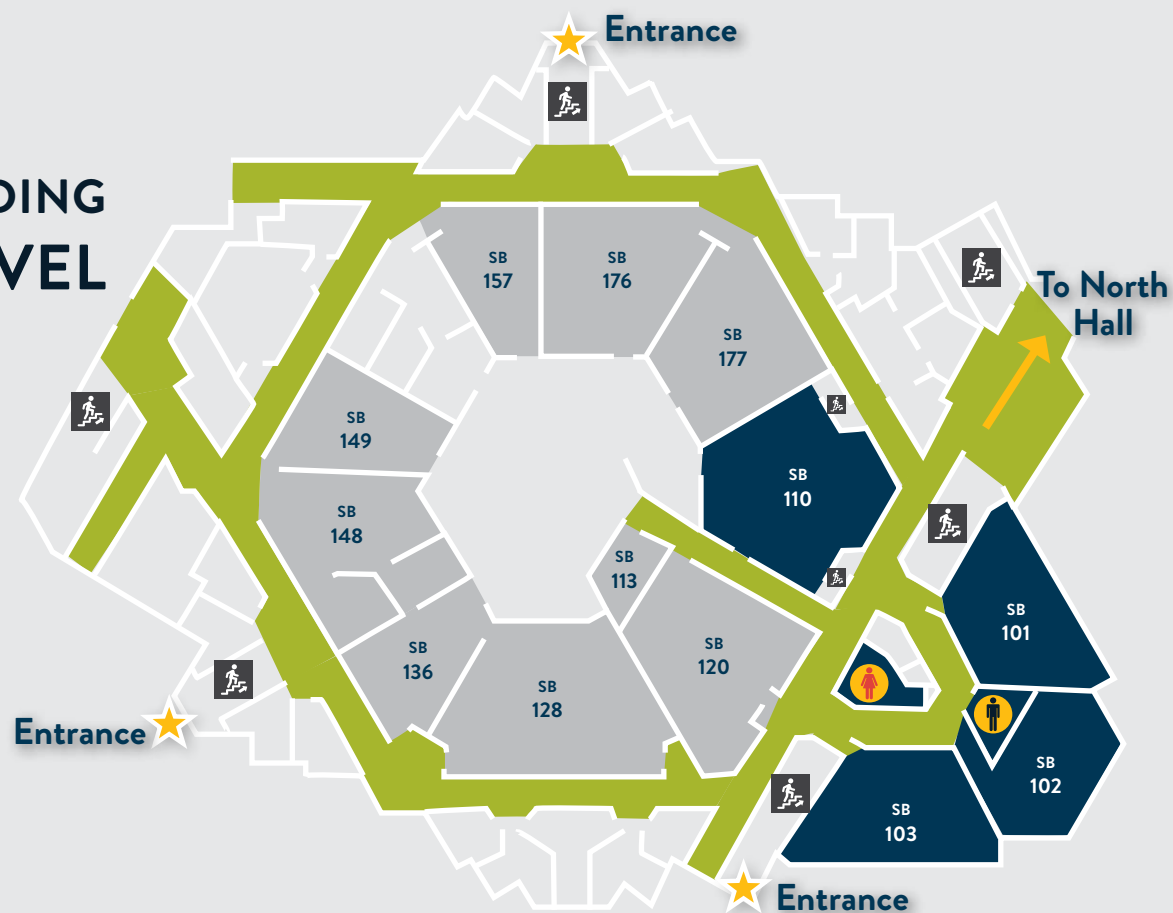 Entrance
DING
VEL
SB
157
SB
176
To North
Hall
SB
177
SB
149
SB
110
SB
148
SB
113
SB
101
SB
120
SB
136
SB
128
Entrance
SB
102
SB
103
Entrance